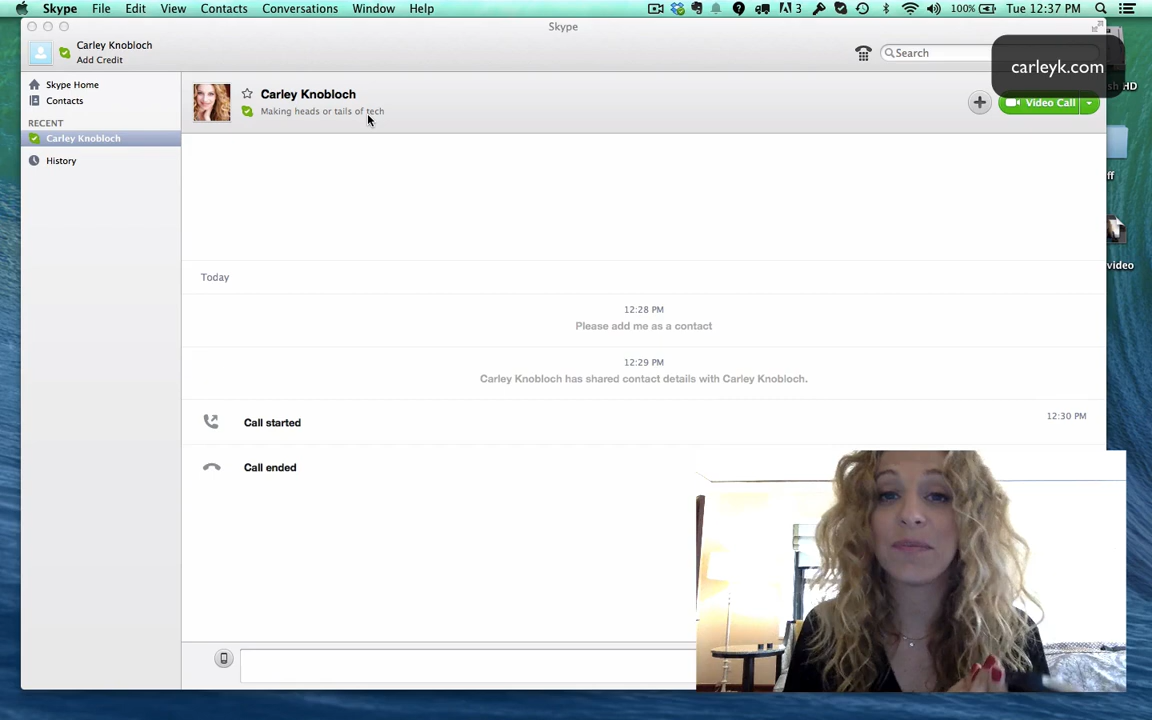 Skype File Edit View Contacts Conversations Window Help 3 100% Tue 12:37 PM
Skype
Carley Knobloch
Add Credit
Search
carleyk.com
Skype Home
Contacts
RECENT
Carley Knobloch
History
Carley Knobloch
Making heads or tails of tech
Video Call
HD
ff
video
Today
12:28 PM
Please add me as a contact
12:29 PM
Carley Knobloch has shared contact details with Carley Knobloch.
Call started 12:30 PM
Call ended